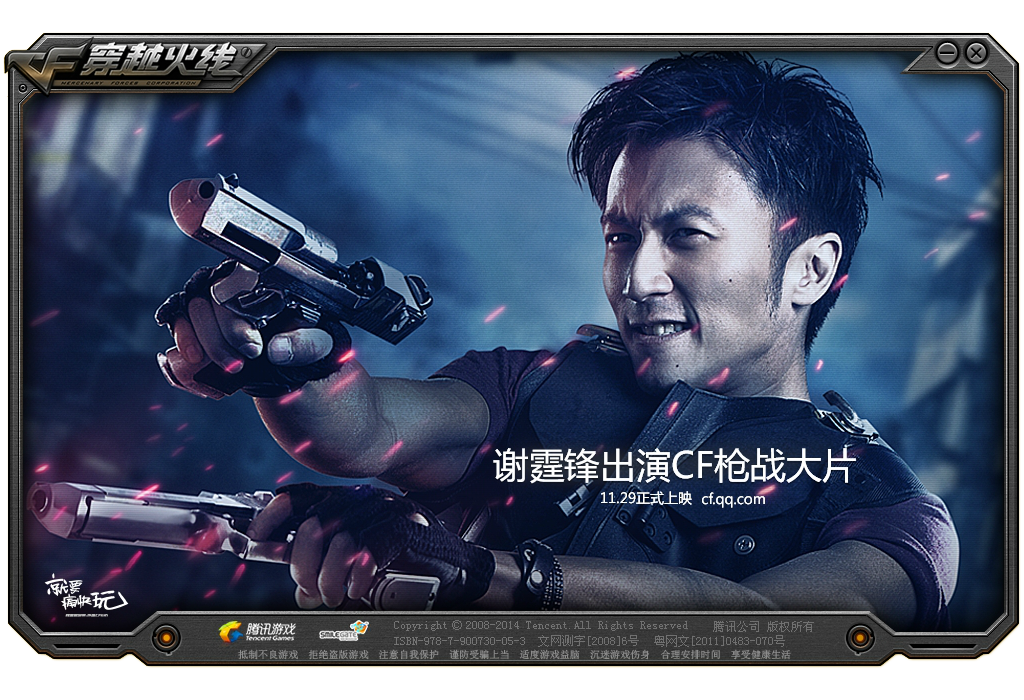 CF 穿越火线
MERCENARY FORCES CORPORATION
谢霆锋出演CF枪战大片
11.29正式上映 cf.qq.com
就要
痛快玩
腾讯游戏
Tencent Games
SMILEGATE
Copyright © 2008-2014 Tencent.All Rights Reserved 腾讯公司 版权所有
ISBN-978-7-900730-05-3 文网测字[2008]6号 粤网文[2011]0483-070号
抵制不良游戏 拒绝盗版游戏 注意自我保护 谨防受骗上当 适度游戏益脑 沉迷游戏伤身 合理安排时间 享受健康生活